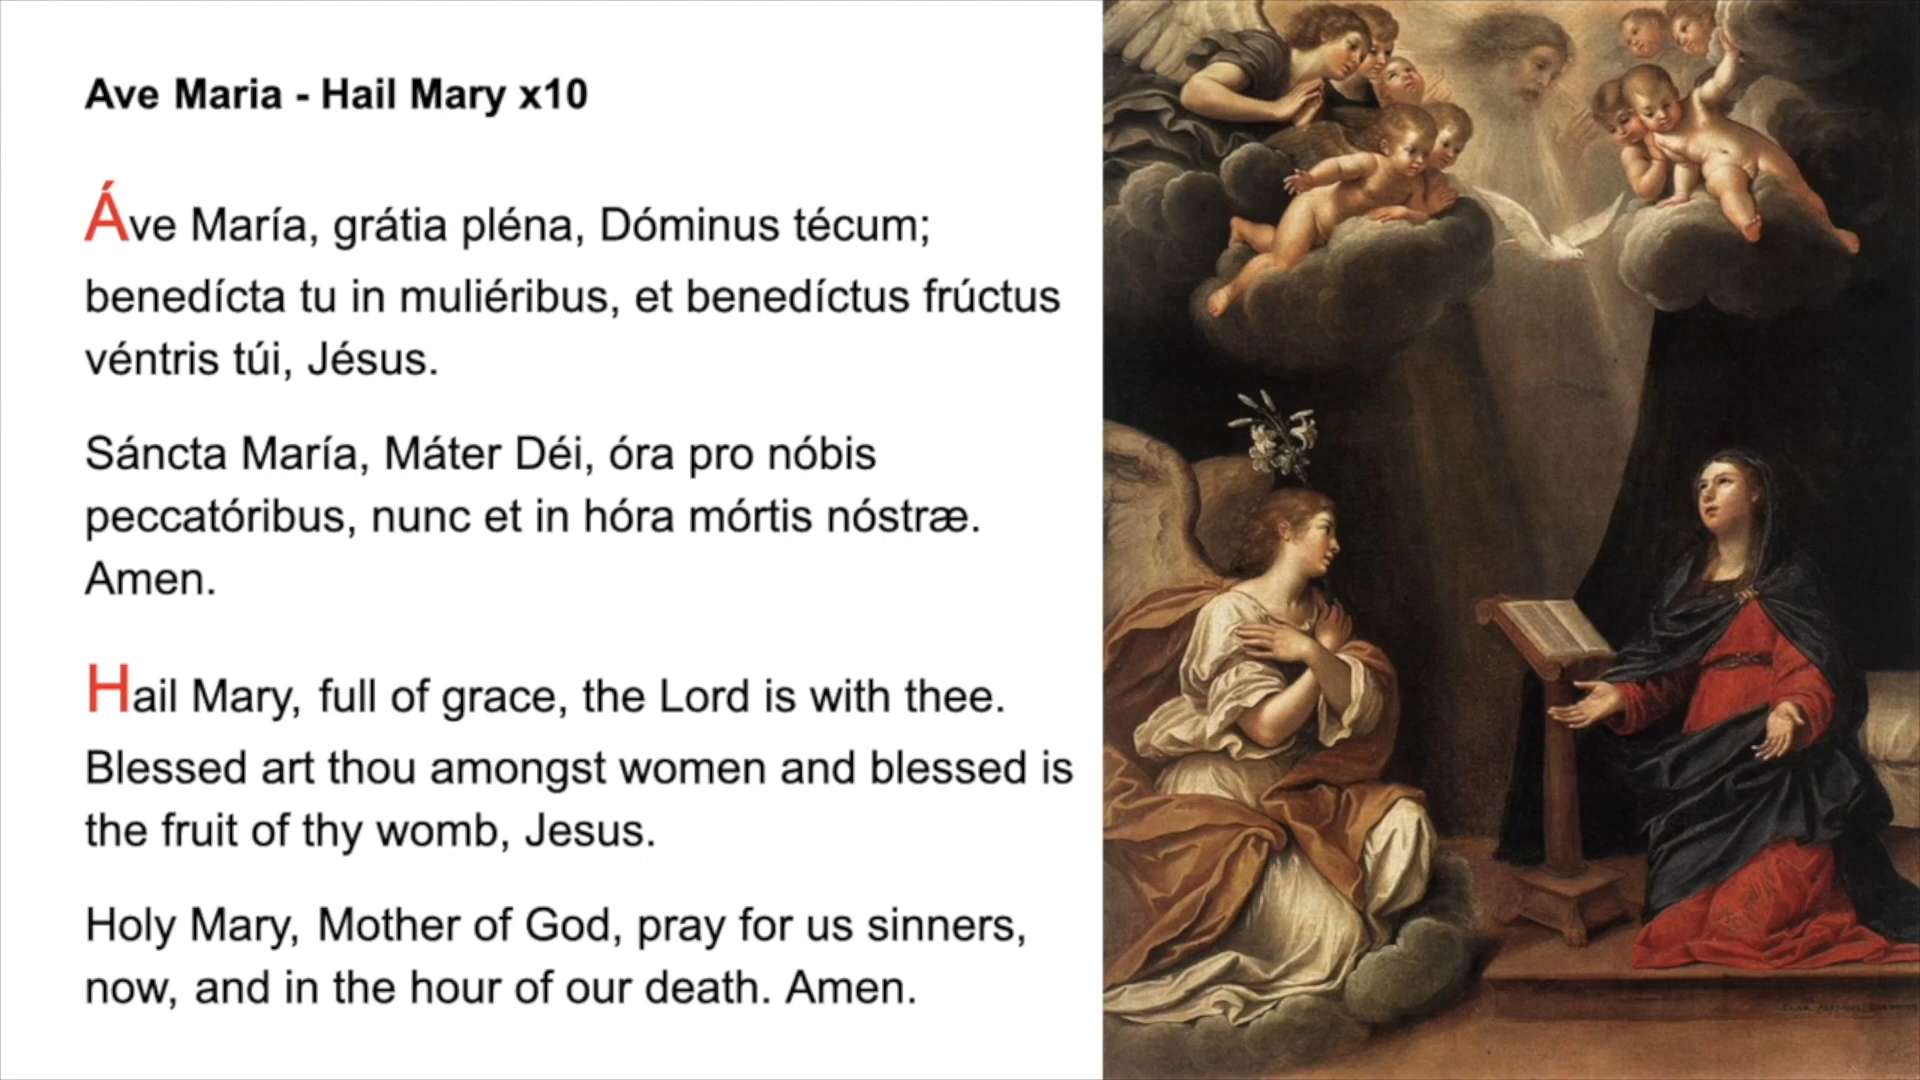 Ave Maria - Hail Mary x10
Áve María, grátia pléna, Dóminus técum;
benedícta tu in muliéribus, et benedíctus frúctus
véntris túi, Jésus.
Sáncta María, Máter Déi, óra pro nóbis
peccatóribus, nunc et in hóra mórtis nóstræ.
Amen.
Hail Mary, full of grace, the Lord is with thee.
Blessed art thou amongst women and blessed is
the fruit of thy womb, Jesus.
Holy Mary, Mother of God, pray for us sinners,
now, and in the hour of our death. Amen.